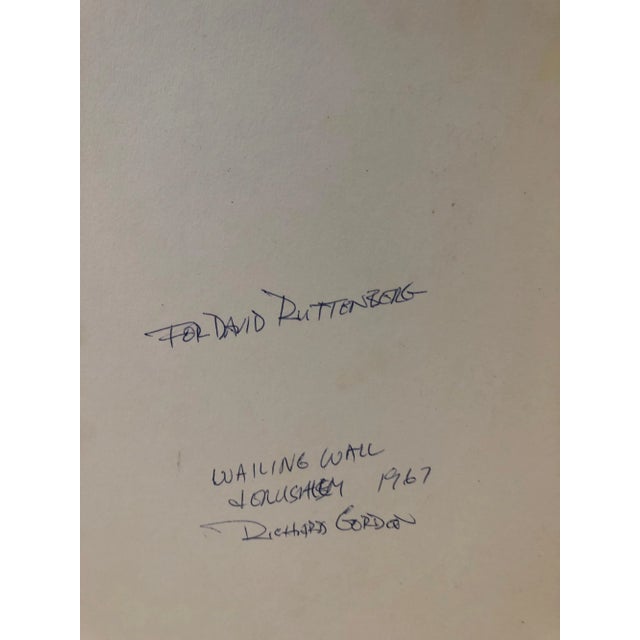 FOR DAVID RUTTENBERG
WAILING WALL
JERUSALEM 1967
RICHARD GORDON